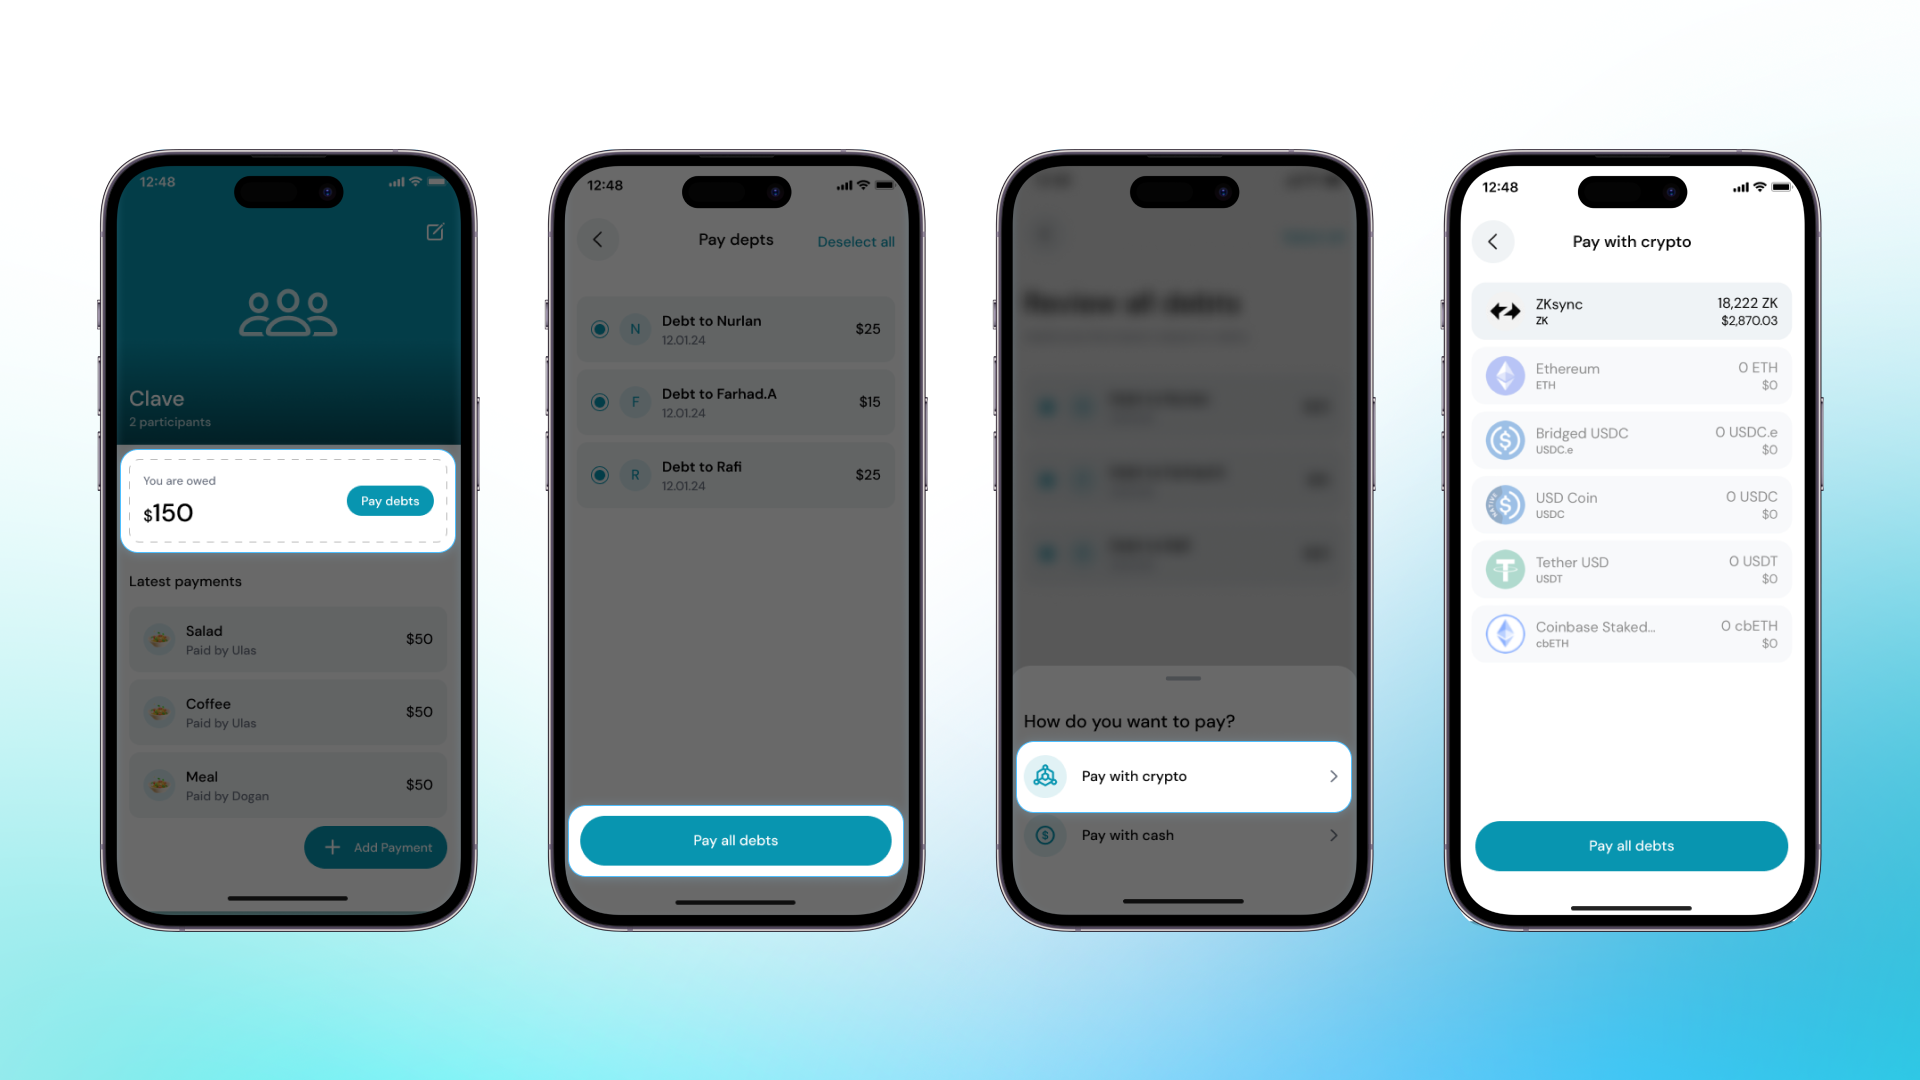 12:48
Clave
2 participants
You are owed
$150
Pay debts
Latest payments
Salad
Paid by Ulas
$50
Coffee
Paid by Ulas
$50
Meal
Paid by Dogan
$50
Add Payment
12:48
Pay depts
Deselect all
N
Debt to Nurlan
12.01.24
$25
F
Debt to Farhad.A
12.01.24
$15
R
Debt to Rafi
12.01.24
$25
Pay all debts
Review all debts
How do you want to pay?
Pay with crypto
Pay with cash
12:48
Pay with crypto
ZKsync
ZK
18,222 ZK
$2,870.03
Ethereum
ETH
0 ETH
$0
Bridged USDC
USDC.e
0 USDC.e
$0
USD Coin
USDC
0 USDC
$0
Tether USD
USDT
0 USDT
$0
Coinbase Staked...
cbETH
0 cbETH
$0
Pay all debts